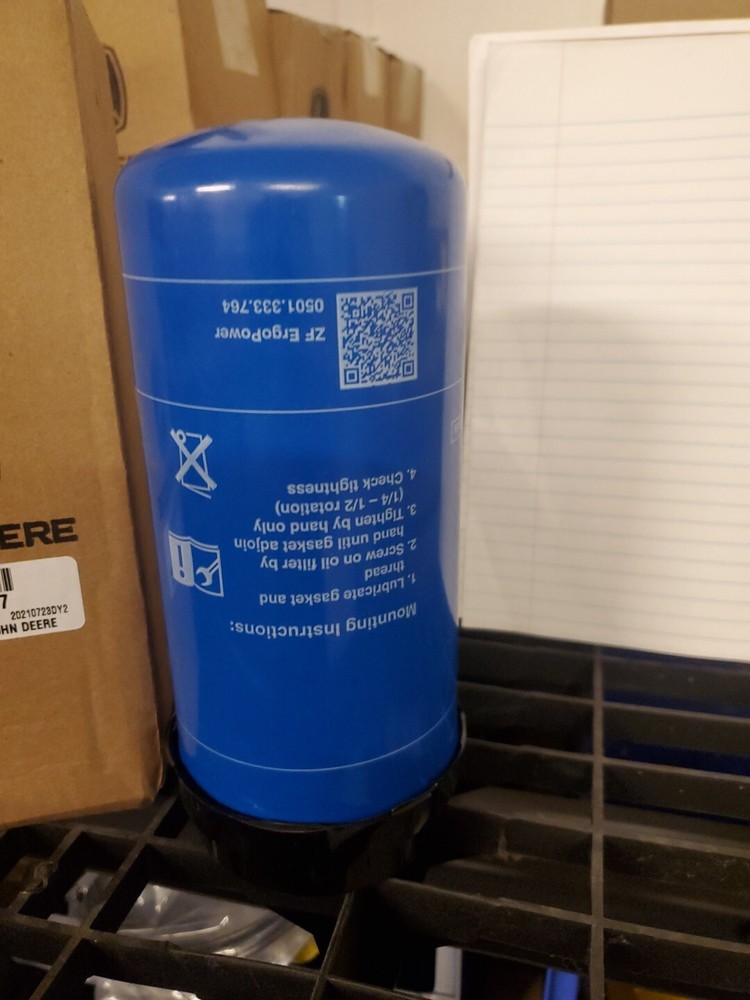 Mounting Instructions:
1. Lubricate gasket and
thread
2. Screw on oil filter by
hand until gasket adjoin
3. Tighten by hand only
(1/4 – 1/2 rotation)
4. Check tightness
ZF ErgoPower
0501.333.764
ERE
7
20210723DY2
HN DEERE